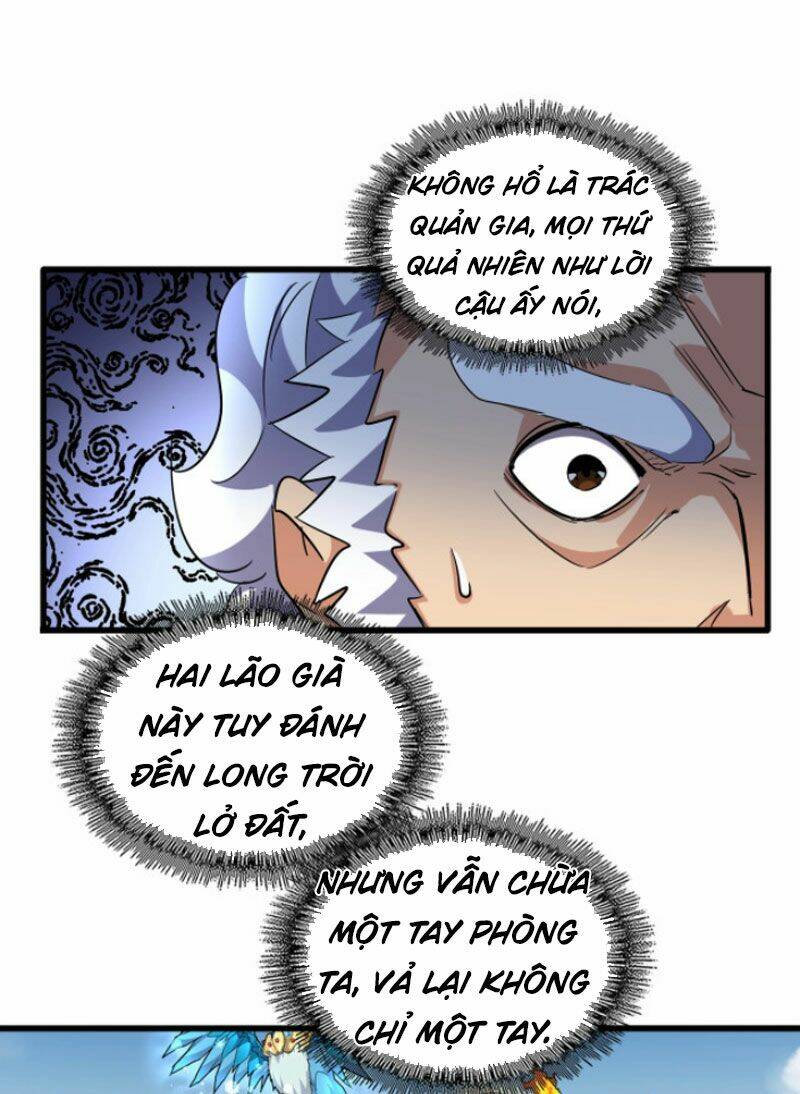 KHÔNG HỔ LÀ TRÁC
QUẢN GIA, MỌI THỨ
QUẢ NHIÊN NHƯ LỜI
CẬU ẤY NÓI,
HAI LÃO GIÀ
NÀY TUY ĐÁNH
ĐẾN LONG TRỜI
LỞ ĐẤT,
NHƯNG VẪN CHỪA
MỘT TAY PHÒNG
TA, VẢ LẠI KHÔNG
CHỈ MỘT TAY.